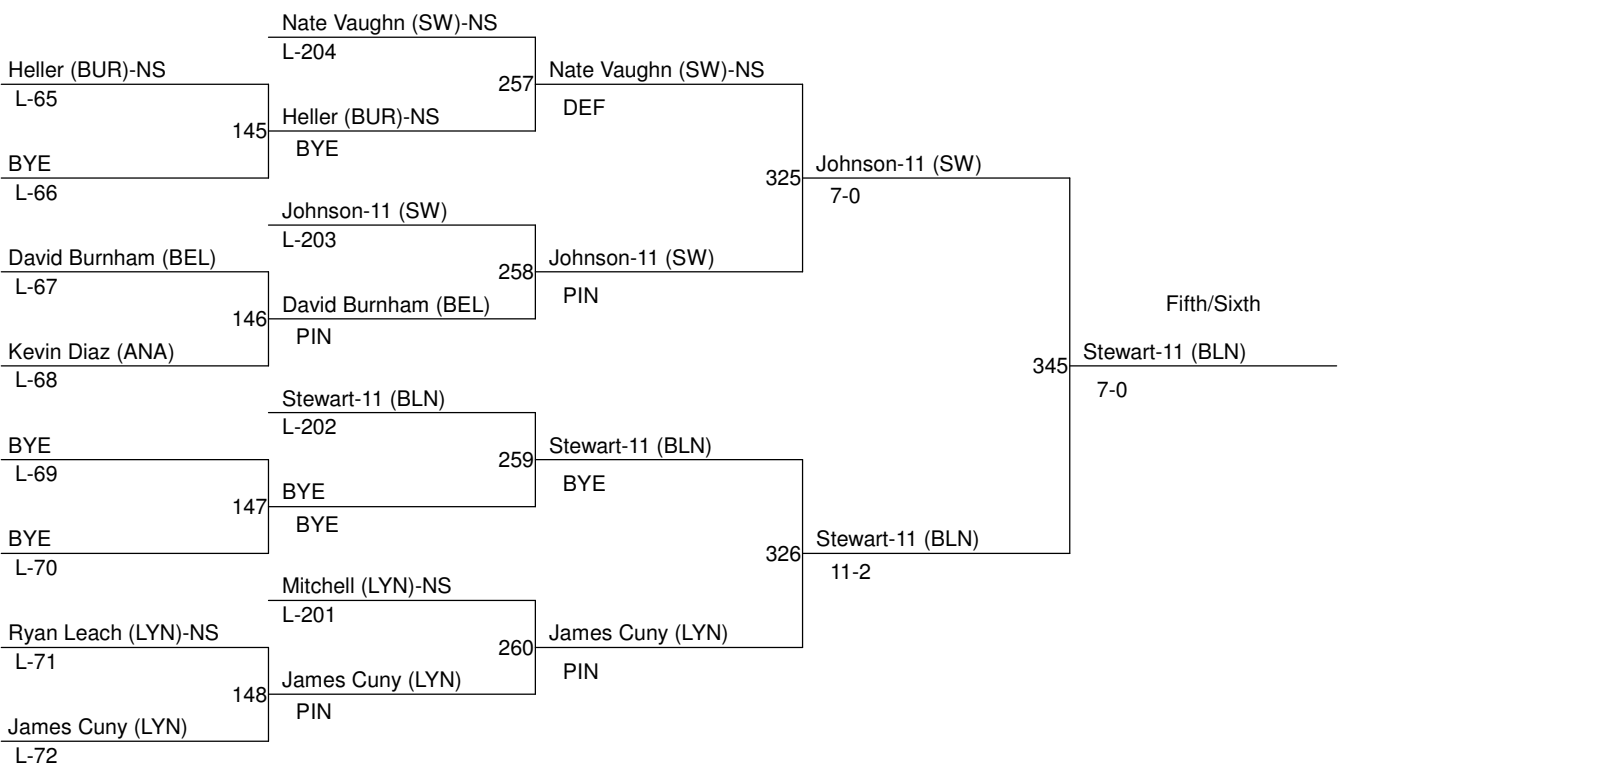 Nate Vaughn (SW)-NS
L-204
Heller (BUR)-NS
L-65
257
Nate Vaughn (SW)-NS
DEF
145
Heller (BUR)-NS
BYE
BYE
L-66
325
Johnson-11 (SW)
7-0
Johnson-11 (SW)
L-203
David Burnham (BEL)
L-67
258
Johnson-11 (SW)
PIN
146
David Burnham (BEL)
PIN
Fifth/Sixth
Kevin Diaz (ANA)
L-68
345
Stewart-11 (BLN)
7-0
Stewart-11 (BLN)
L-202
BYE
L-69
259
Stewart-11 (BLN)
BYE
147
BYE
BYE
BYE
L-70
326
Stewart-11 (BLN)
11-2
Mitchell (LYN)-NS
L-201
Ryan Leach (LYN)-NS
L-71
260
James Cuny (LYN)
PIN
148
James Cuny (LYN)
PIN
James Cuny (LYN)
L-72